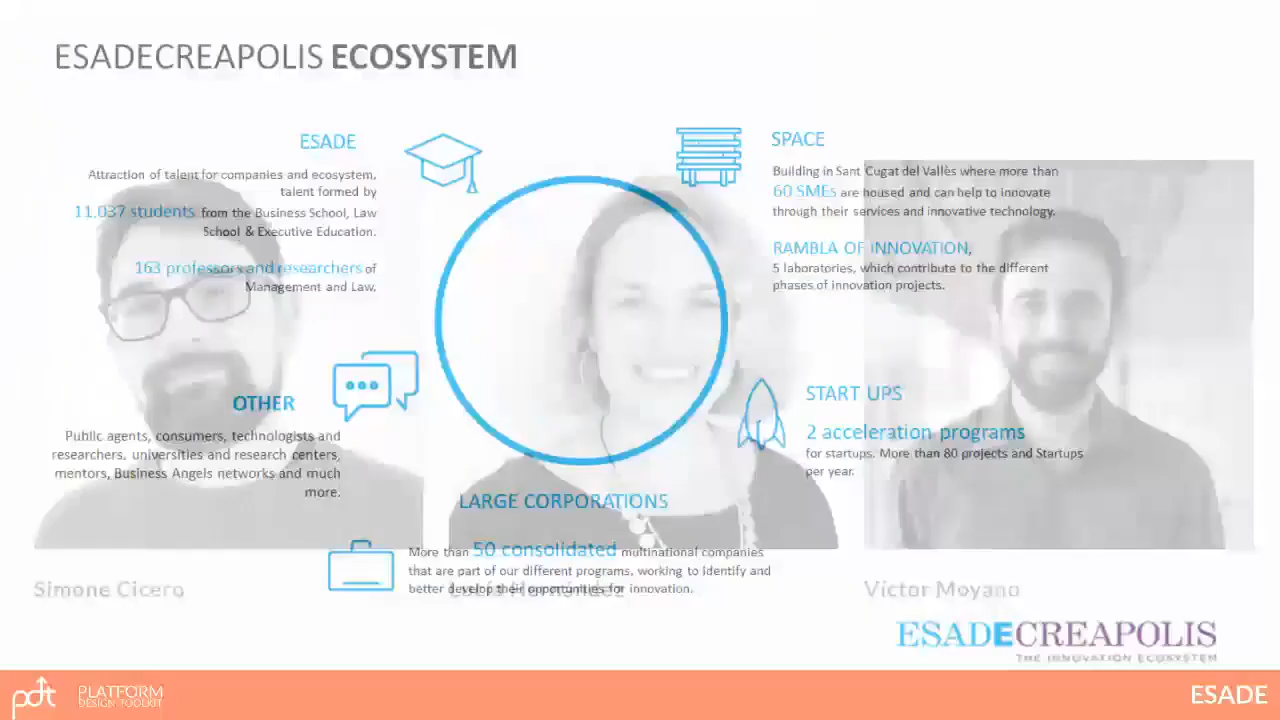 ESADECREAPOLIS ECOSYSTEM
ESADE
Attraction of talent for companies and ecosystem,
talent formed by
11.037 students from the Business School, Law
School & Executive Education.
163 professors and researchers of
Management and Law,
SPACE
Building in Sant Cugat del Vallès where more than
60 SMEs are housed and can help to innovate
through their services and innovative technology.
RAMBLA OF INNOVATION,
5 laboratories, which contribute to the different
phases of innovation projects.
OTHER
Public agents, consumers, technologists and
researchers, universities and research centers,
mentors, Business Angels networks and much
more.
START UPS
2 acceleration programs
for startups. More than 80 projects and Startups
per year.
LARGE CORPORATIONS
More than 50 consolidated multinational companies
that are part of our different programs, working to identify and
better develop their opportunities for innovation.
Simone Cicero
Hernández
Víctor Moyano
ESADECREAPOLIS
THE INNOVATION ECOSYSTEM
pdt PLATFORM
DESIGN TOOLKIT
ESADE